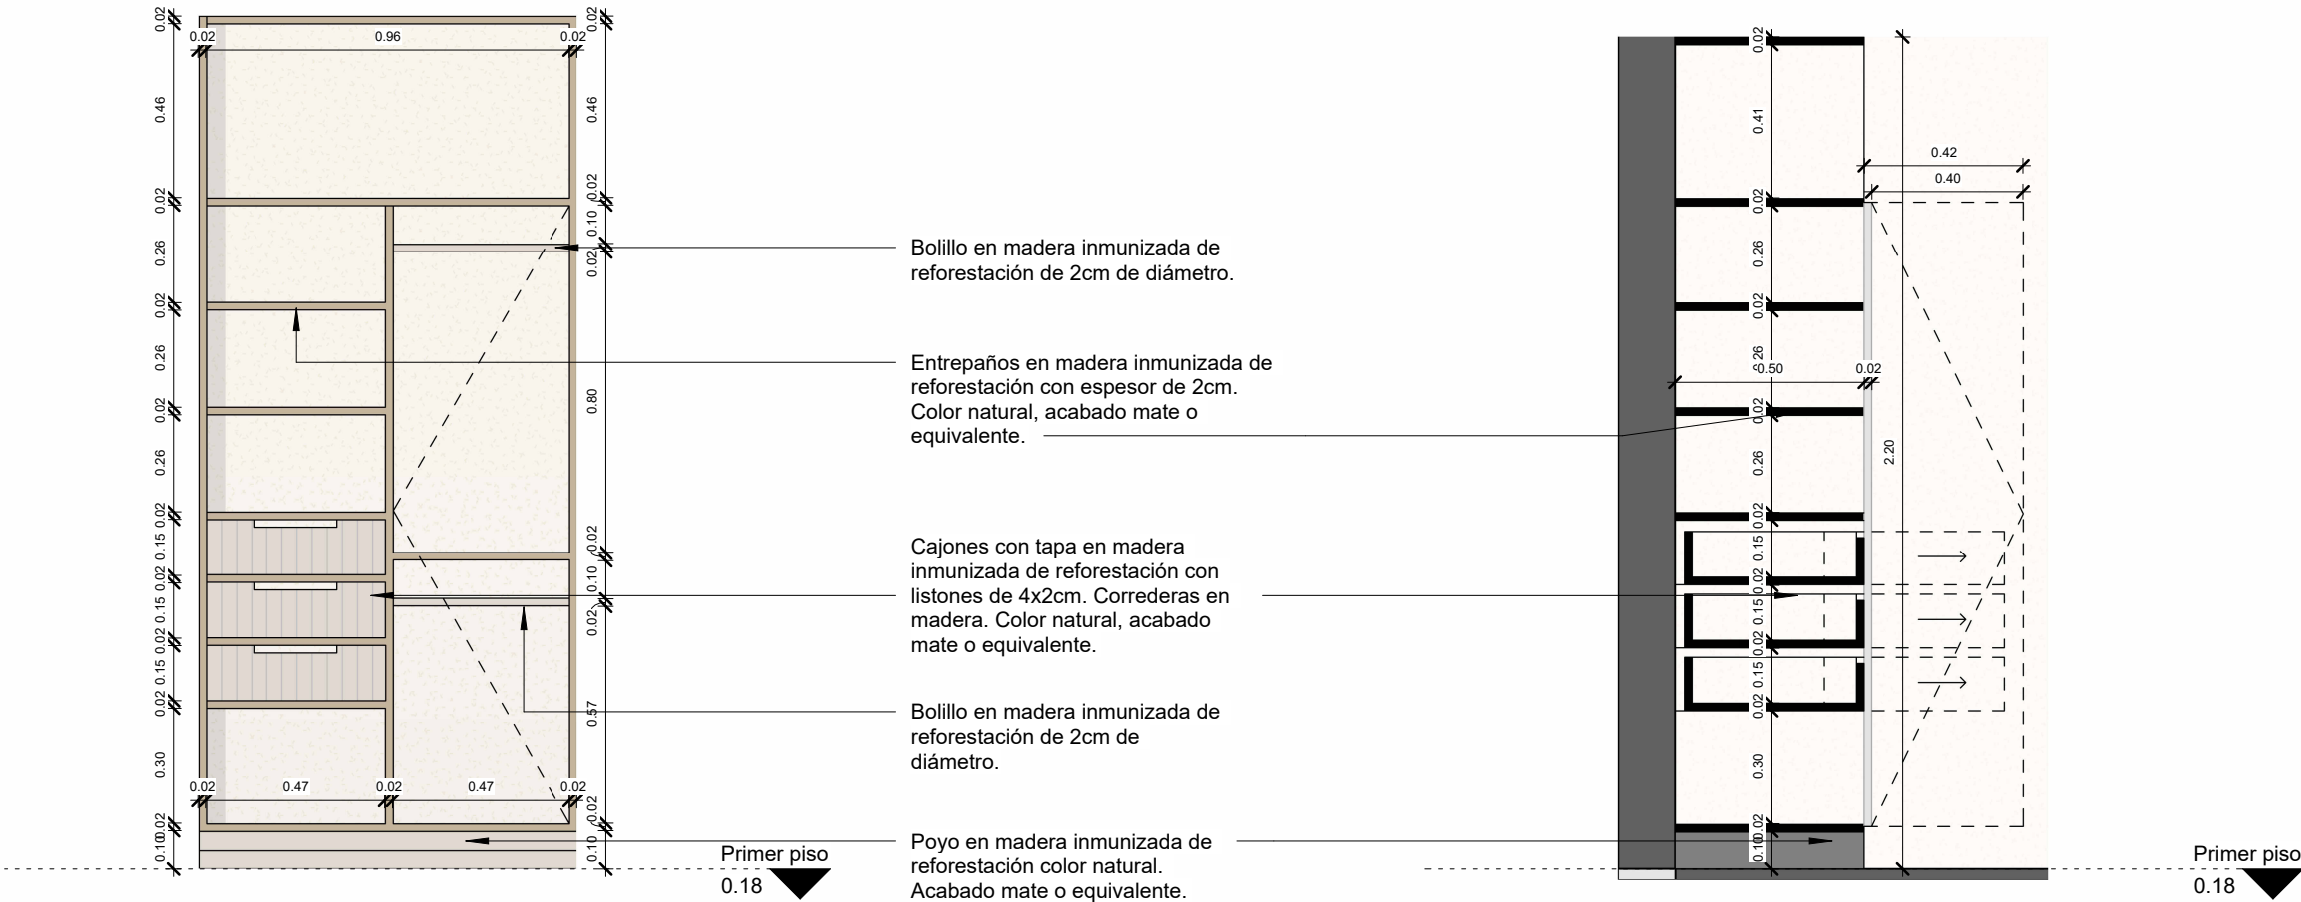 0.02
0.46
0.02
0.26
0.02
0.26
0.02
0.26
0.02
0.15
0.02
0.15
0.02
0.15
0.02
0.30
0.02
0.10
0.02 0.96 0.02
0.02 0.47 0.02 0.47 0.02
0.02
0.46
0.02
0.10
0.02
0.80
0.02
0.10
0.02
0.57
0.02
0.10
Bolillo en madera inmunizada de
reforestación de 2cm de diámetro.
Entrepaños en madera inmunizada de
reforestación con espesor de 2cm.
Color natural, acabado mate o
equivalente.
Cajones con tapa en madera
inmunizada de reforestación con
listones de 4x2cm. Correderas en
madera. Color natural, acabado
mate o equivalente.
Bolillo en madera inmunizada de
reforestación de 2cm de
diámetro.
Poyo en madera inmunizada de
reforestación color natural.
Acabado mate o equivalente.
Primer piso
0.18
0.02
0.41
0.02
0.26
0.02
0.26
0.02
0.26
0.02
0.15
0.02
0.15
0.02
0.15
0.02
0.30
0.02
0.10
0.50 0.02
2.20
0.42
0.40
Primer piso
0.18